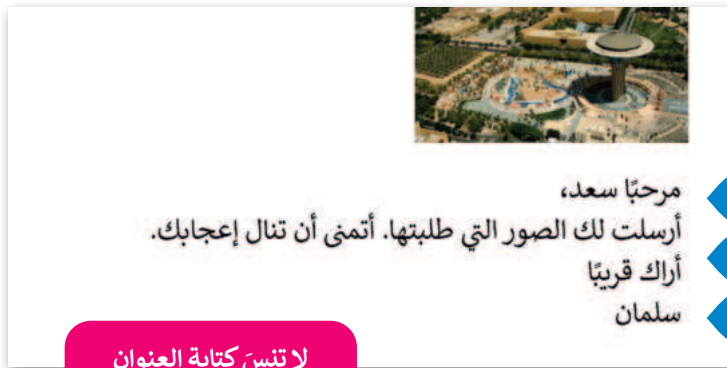 مرحبًا سعد،
أرسلت لك الصور التي طلبتها. أتمنى أن تنال إعجابك.
أراك قريبًا
سلمان
لا تنسَ كتابة العنوان